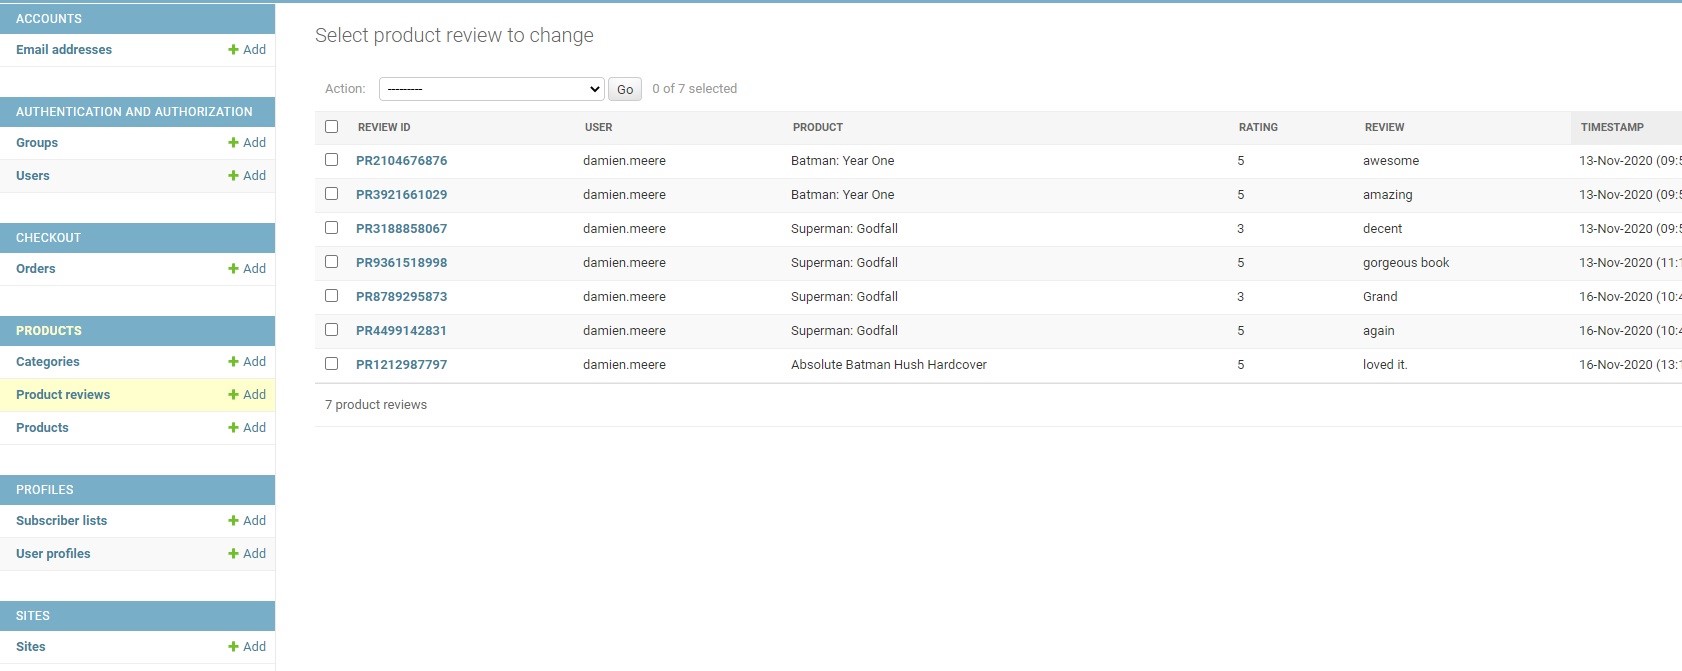 ACCOUNTS
Email addresses + Add
AUTHENTICATION AND AUTHORIZATION
Groups + Add
Users + Add
CHECKOUT
Orders + Add
PRODUCTS
Categories + Add
Product reviews + Add
Products + Add
PROFILES
Subscriber lists + Add
User profiles + Add
SITES
Sites + Add
Select product review to change
Action: --------- Go 0 of 7 selected
REVIEW ID USER PRODUCT RATING REVIEW TIMESTAMP
PR2104676876 damien.meere Batman: Year One 5 awesome 13-Nov-2020 (09:5
PR3921661029 damien.meere Batman: Year One 5 amazing 13-Nov-2020 (09:5
PR3188858067 damien.meere Superman: Godfall 3 decent 13-Nov-2020 (09:5
PR9361518998 damien.meere Superman: Godfall 5 gorgeous book 13-Nov-2020 (11:1
PR8789295873 damien.meere Superman: Godfall 3 Grand 16-Nov-2020 (10:4
PR4499142831 damien.meere Superman: Godfall 5 again 16-Nov-2020 (10:4
PR1212987797 damien.meere Absolute Batman Hush Hardcover 5 loved it. 16-Nov-2020 (13:1
7 product reviews